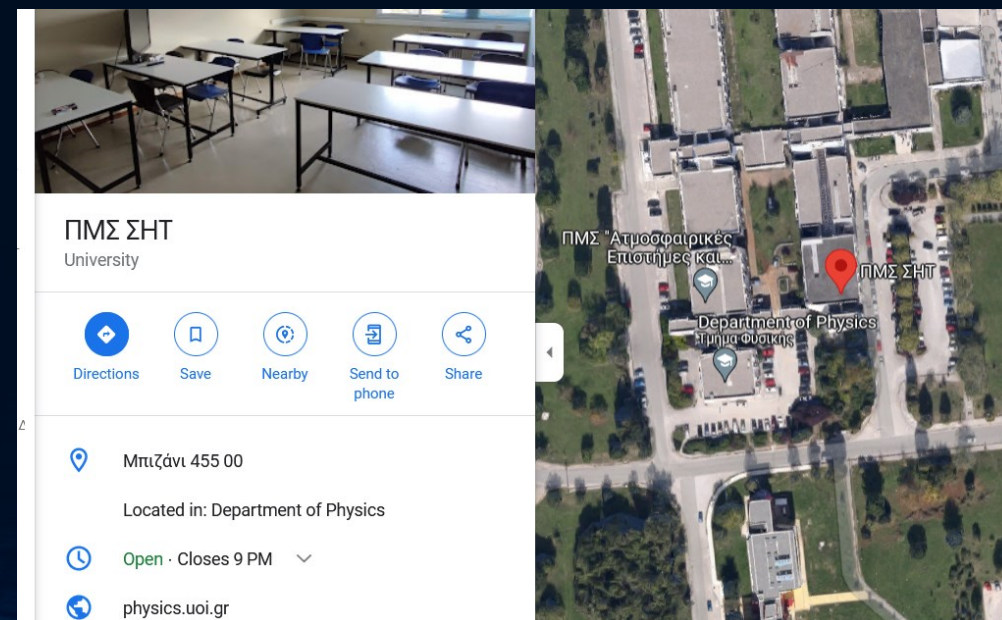 ΠΜΣ ΣΗΤ
University
Directions
Save
Nearby
Send to
phone
Share
Μπιζάνι 455 00
Located in: Department of Physics
Open · Closes 9 PM
physics.uoi.gr
ΠΜΣ "Ατμοσφαιρικές
Επιστήμες και...
ΠΜΣ ΣΗΤ
Department of Physics
Τμήμα Φυσικής